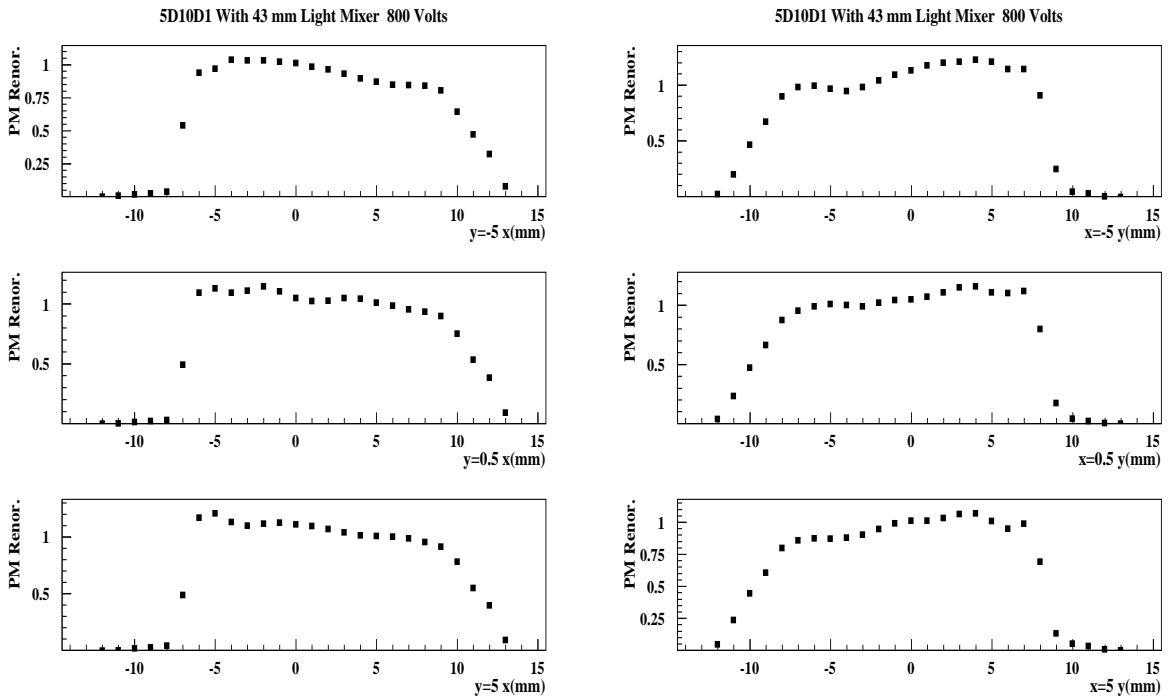 5D10D1 With 43 mm Light Mixer 800 Volts
PM Renor.
1
0.75
0.5
0.25
-10 -5 0 5 10 15
y=-5 x(mm)
PM Renor.
1
0.5
-10 -5 0 5 10 15
y=0.5 x(mm)
PM Renor.
1
0.5
-10 -5 0 5 10 15
y=5 x(mm)
5D10D1 With 43 mm Light Mixer 800 Volts
PM Renor.
1
0.5
-10 -5 0 5 10 15
x=-5 y(mm)
PM Renor.
1
0.5
-10 -5 0 5 10 15
x=0.5 y(mm)
PM Renor.
1
0.75
0.5
0.25
-10 -5 0 5 10 15
x=5 y(mm)